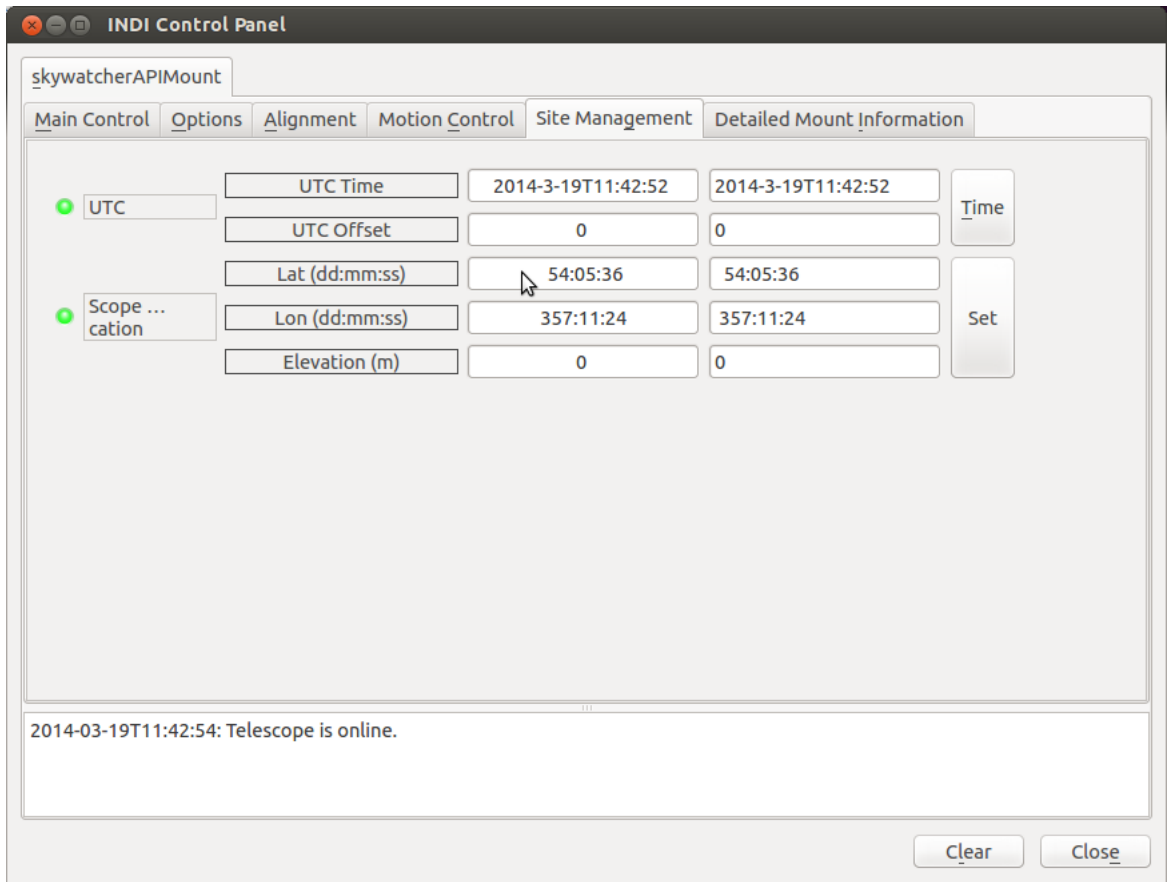 INDI Control Panel
skywatcherAPIMount
Main Control Options Alignment Motion Control Site Management Detailed Mount Information
UTC
UTC Time 2014-3-19T11:42:52 2014-3-19T11:42:52
UTC Offset 0 0
Time
Scope ...
cation
Lat (dd:mm:ss) 54:05:36 54:05:36
Lon (dd:mm:ss) 357:11:24 357:11:24
Elevation (m) 0 0
Set
2014-03-19T11:42:54: Telescope is online.
Clear Close